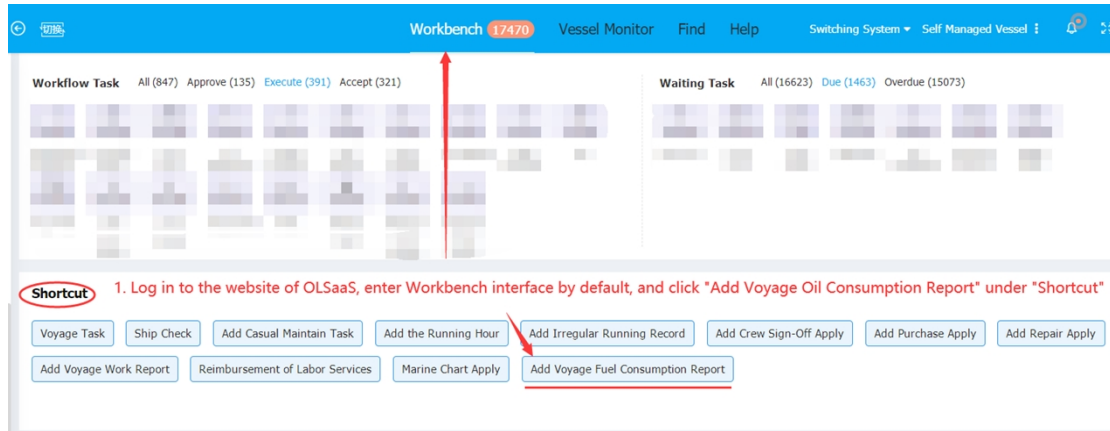 切换
Workbench 17470 Vessel Monitor Find Help Switching System Self Managed Vessel
Workflow Task All (847) Approve (135) Execute (391) Accept (321)
Waiting Task All (16623) Due (1463) Overdue (15073)
Shortcut 1. Log in to the website of OLSaaS, enter Workbench interface by default, and click "Add Voyage Oil Consumption Report" under "Shortcut"
Voyage Task Ship Check Add Casual Maintain Task Add the Running Hour Add Irregular Running Record Add Crew Sign-Off Apply Add Purchase Apply Add Repair Apply
Add Voyage Work Report Reimbursement of Labor Services Marine Chart Apply Add Voyage Fuel Consumption Report